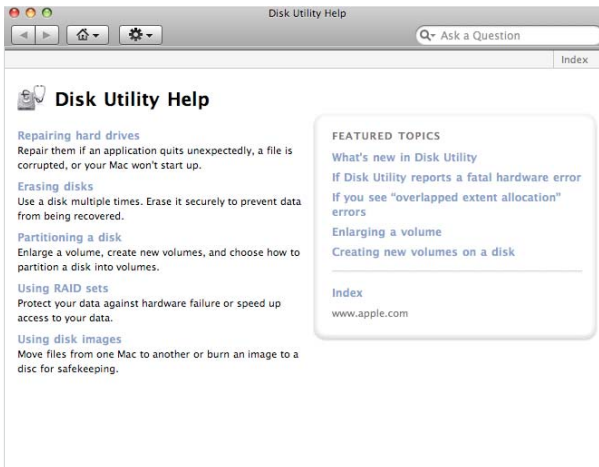 Disk Utility Help
Ask a Question
Index
Disk Utility Help
Repairing hard drives
Repair them if an application quits unexpectedly, a file is
corrupted, or your Mac won't start up.
Erasing disks
Use a disk multiple times. Erase it securely to prevent data
from being recovered.
Partitioning a disk
Enlarge a volume, create new volumes, and choose how to
partition a disk into volumes.
Using RAID sets
Protect your data against hardware failure or speed up
access to your data.
Using disk images
Move files from one Mac to another or burn an image to a
disc for safekeeping.
FEATURED TOPICS
What's new in Disk Utility
If Disk Utility reports a fatal hardware error
If you see "overlapped extent allocation"
errors
Enlarging a volume
Creating new volumes on a disk
Index
www.apple.com